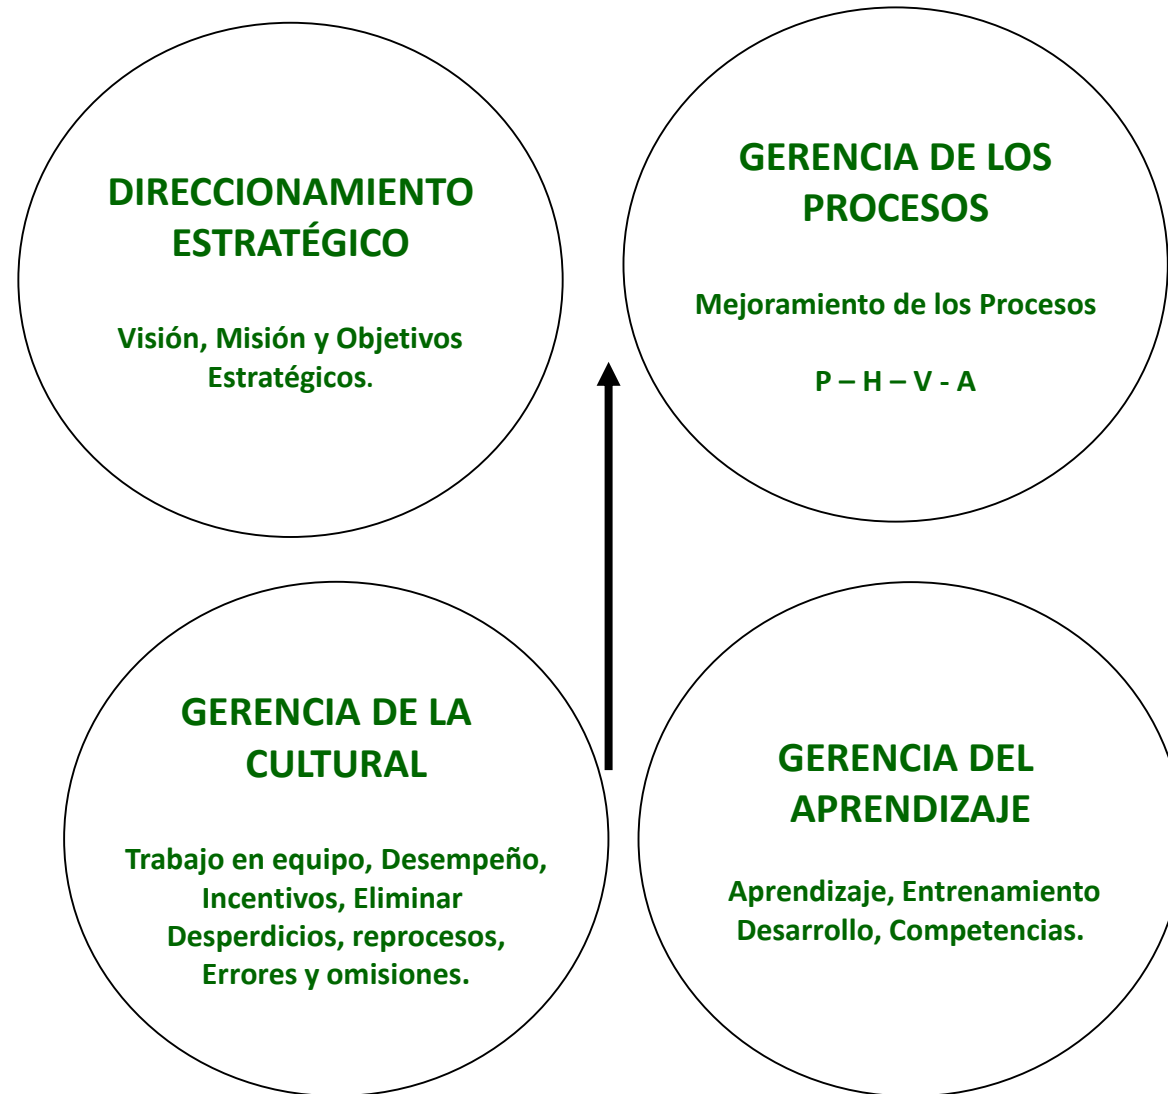 DIRECCIONAMIENTO
ESTRATÉGICO
Visión, Misión y Objetivos
Estratégicos.
GERENCIA DE LOS
PROCESOS
Mejoramiento de los Procesos
P – H – V - A
GERENCIA DE LA
CULTURAL
Trabajo en equipo, Desempeño,
Incentivos, Eliminar
Desperdicios, reprocesos,
Errores y omisiones.
GERENCIA DEL
APRENDIZAJE
Aprendizaje, Entrenamiento
Desarrollo, Competencias.